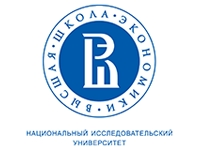 ВЫСШАЯ · ШКОЛА · ЭКОНОМИКИ
НАЦИОНАЛЬНЫЙ ИССЛЕДОВАТЕЛЬСКИЙ
УНИВЕРСИТЕТ